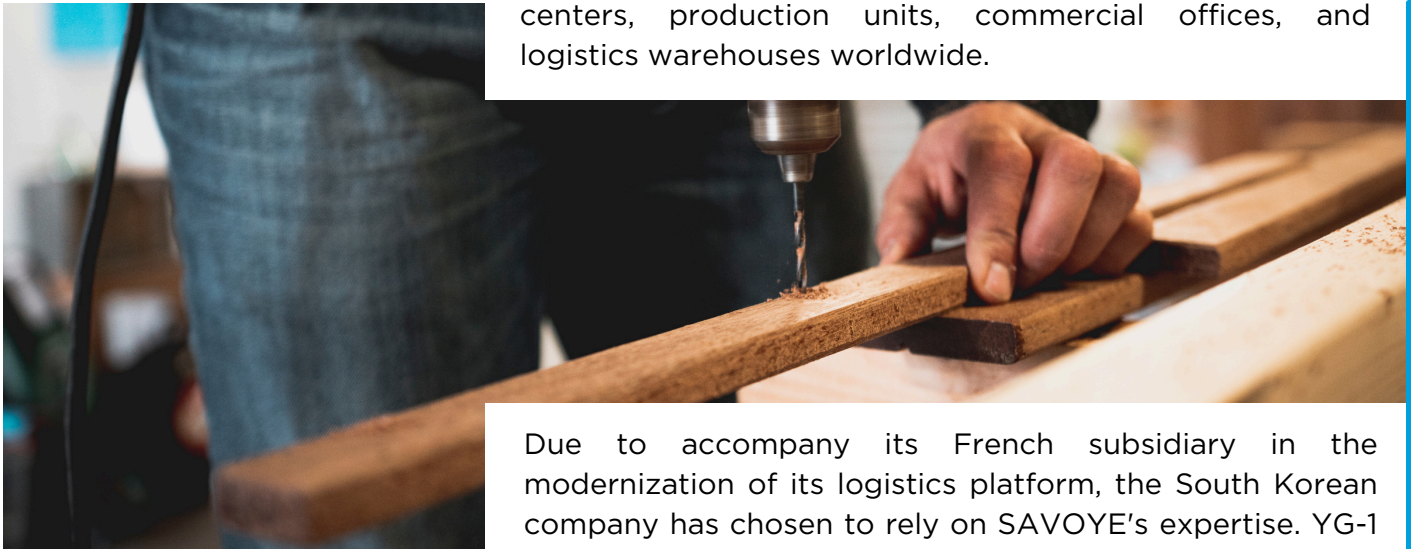 centers, production units, commercial offices, and
logistics warehouses worldwide.
Due to accompany its French subsidiary in the
modernization of its logistics platform, the South Korean
company has chosen to rely on SAVOYE's expertise. YG-1